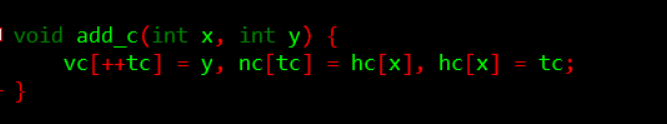 void add_c(int x, int y) {
    vc[++tc] = y, nc[tc] = hc[x], hc[x] = tc;
}